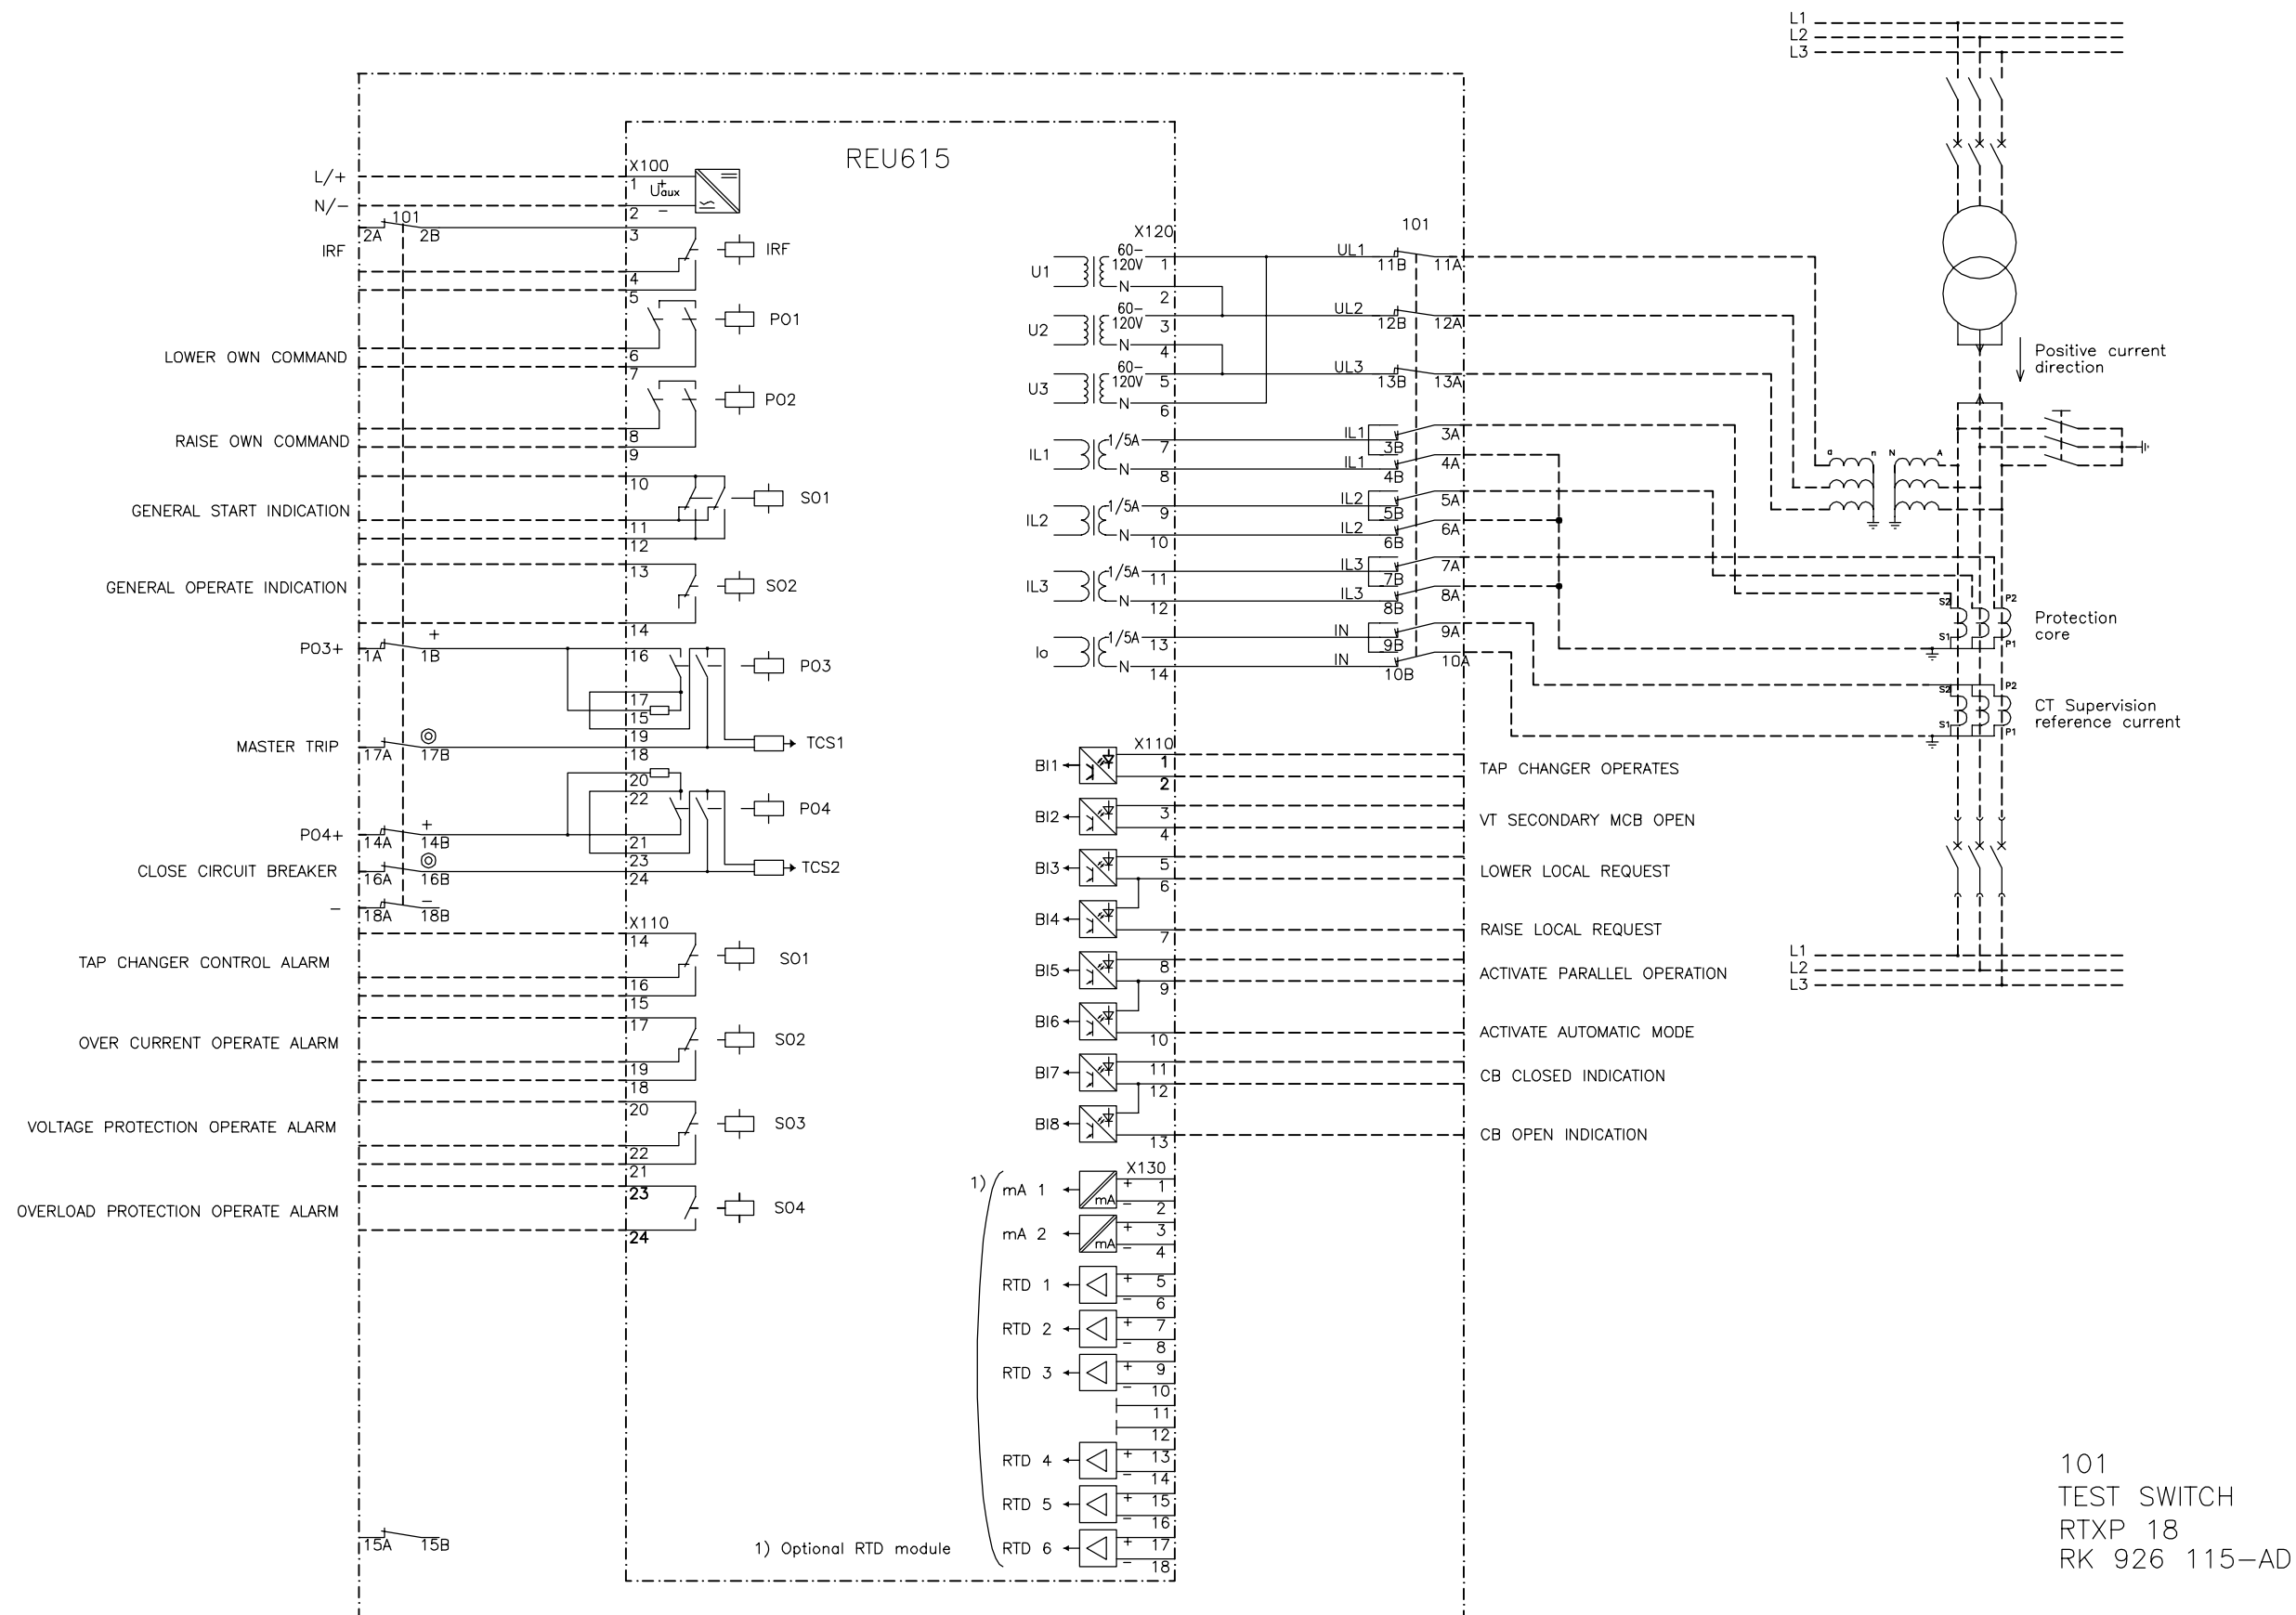 L1
L2
L3
REU615
L/+
N/−
X100
1
+
Uaux
2
−
101
2A
2B
IRF
3
4
5
IRF
LOWER OWN COMMAND
6
7
PO1
RAISE OWN COMMAND
8
9
PO2
GENERAL START INDICATION
10
11
12
SO1
GENERAL OPERATE INDICATION
13
14
SO2
PO3+
1A
+
1B
16
17
15
19
18
PO3
MASTER TRIP
17A
17B
TCS1
20
22
21
23
24
PO4
PO4+
14A
+
14B
CLOSE CIRCUIT BREAKER
16A
16B
TCS2
−
18A
−
18B
X110
TAP CHANGER CONTROL ALARM
14
16
15
SO1
OVER CURRENT OPERATE ALARM
17
19
18
SO2
VOLTAGE PROTECTION OPERATE ALARM
20
22
21
SO3
OVERLOAD PROTECTION OPERATE ALARM
23
24
SO4
15A
15B
X120
101
U1
60−
120V
1
N
2
UL1
11B
11A
U2
60−
120V
3
N
4
UL2
12B
12A
U3
60−
120V
5
N
6
UL3
13B
13A
IL1
1/5A
7
N
8
IL1
3B
3A
IL1
4B
4A
IL2
1/5A
9
N
10
IL2
5B
5A
IL2
6B
6A
IL3
1/5A
11
N
12
IL3
7B
7A
IL3
8B
8A
Io
1/5A
13
N
14
IN
9B
9A
IN
10B
10A
X110
BI1
1
2
TAP CHANGER OPERATES
BI2
3
4
VT SECONDARY MCB OPEN
BI3
5
6
LOWER LOCAL REQUEST
BI4
7
RAISE LOCAL REQUEST
BI5
8
9
ACTIVATE PARALLEL OPERATION
BI6
10
ACTIVATE AUTOMATIC MODE
BI7
11
12
CB CLOSED INDICATION
BI8
13
CB OPEN INDICATION
X130
1)
mA 1
mA
+
1
−
2
mA 2
mA
+
3
−
4
RTD 1
+
5
−
6
RTD 2
+
7
−
8
RTD 3
+
9
−
10
11
12
RTD 4
+
13
−
14
RTD 5
+
15
−
16
RTD 6
+
17
−
18
1) Optional RTD module
Positive current
direction
a
n
N
A
S2
P2
S1
P1
Protection
core
S2
P2
S1
P1
CT Supervision
reference current
L1
L2
L3
101
TEST SWITCH
RTXP 18
RK 926 115−AD